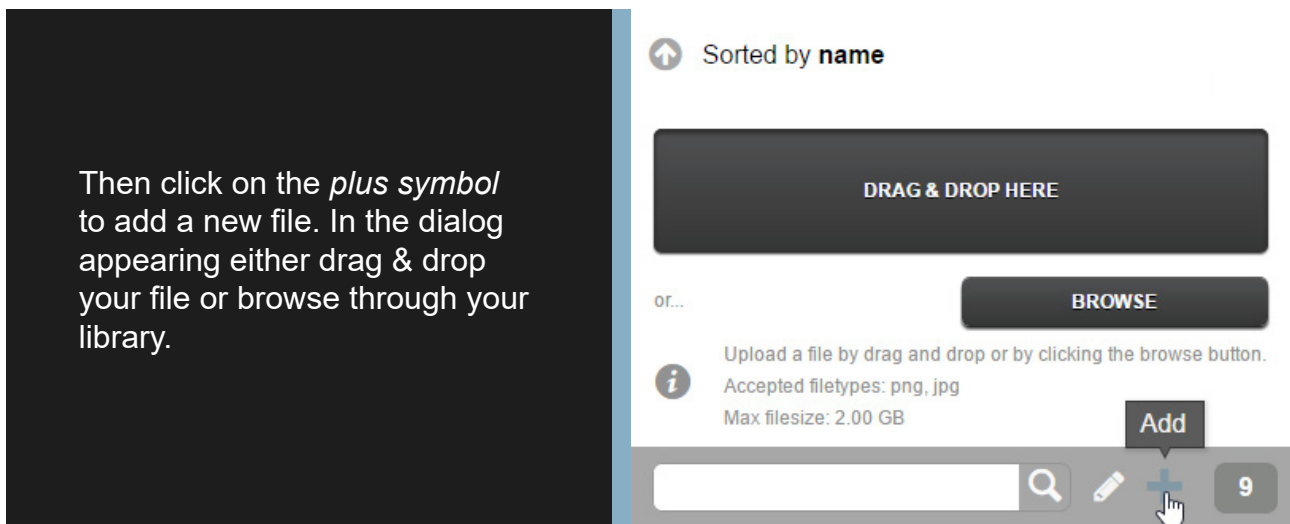 Then click on the plus symbol
to add a new file. In the dialog
appearing either drag & drop
your file or browse through your
library.
Sorted by name
DRAG & DROP HERE
or...
BROWSE
Upload a file by drag and drop or by clicking the browse button.
Accepted filetypes: png, jpg
Max filesize: 2.00 GB
Add
9